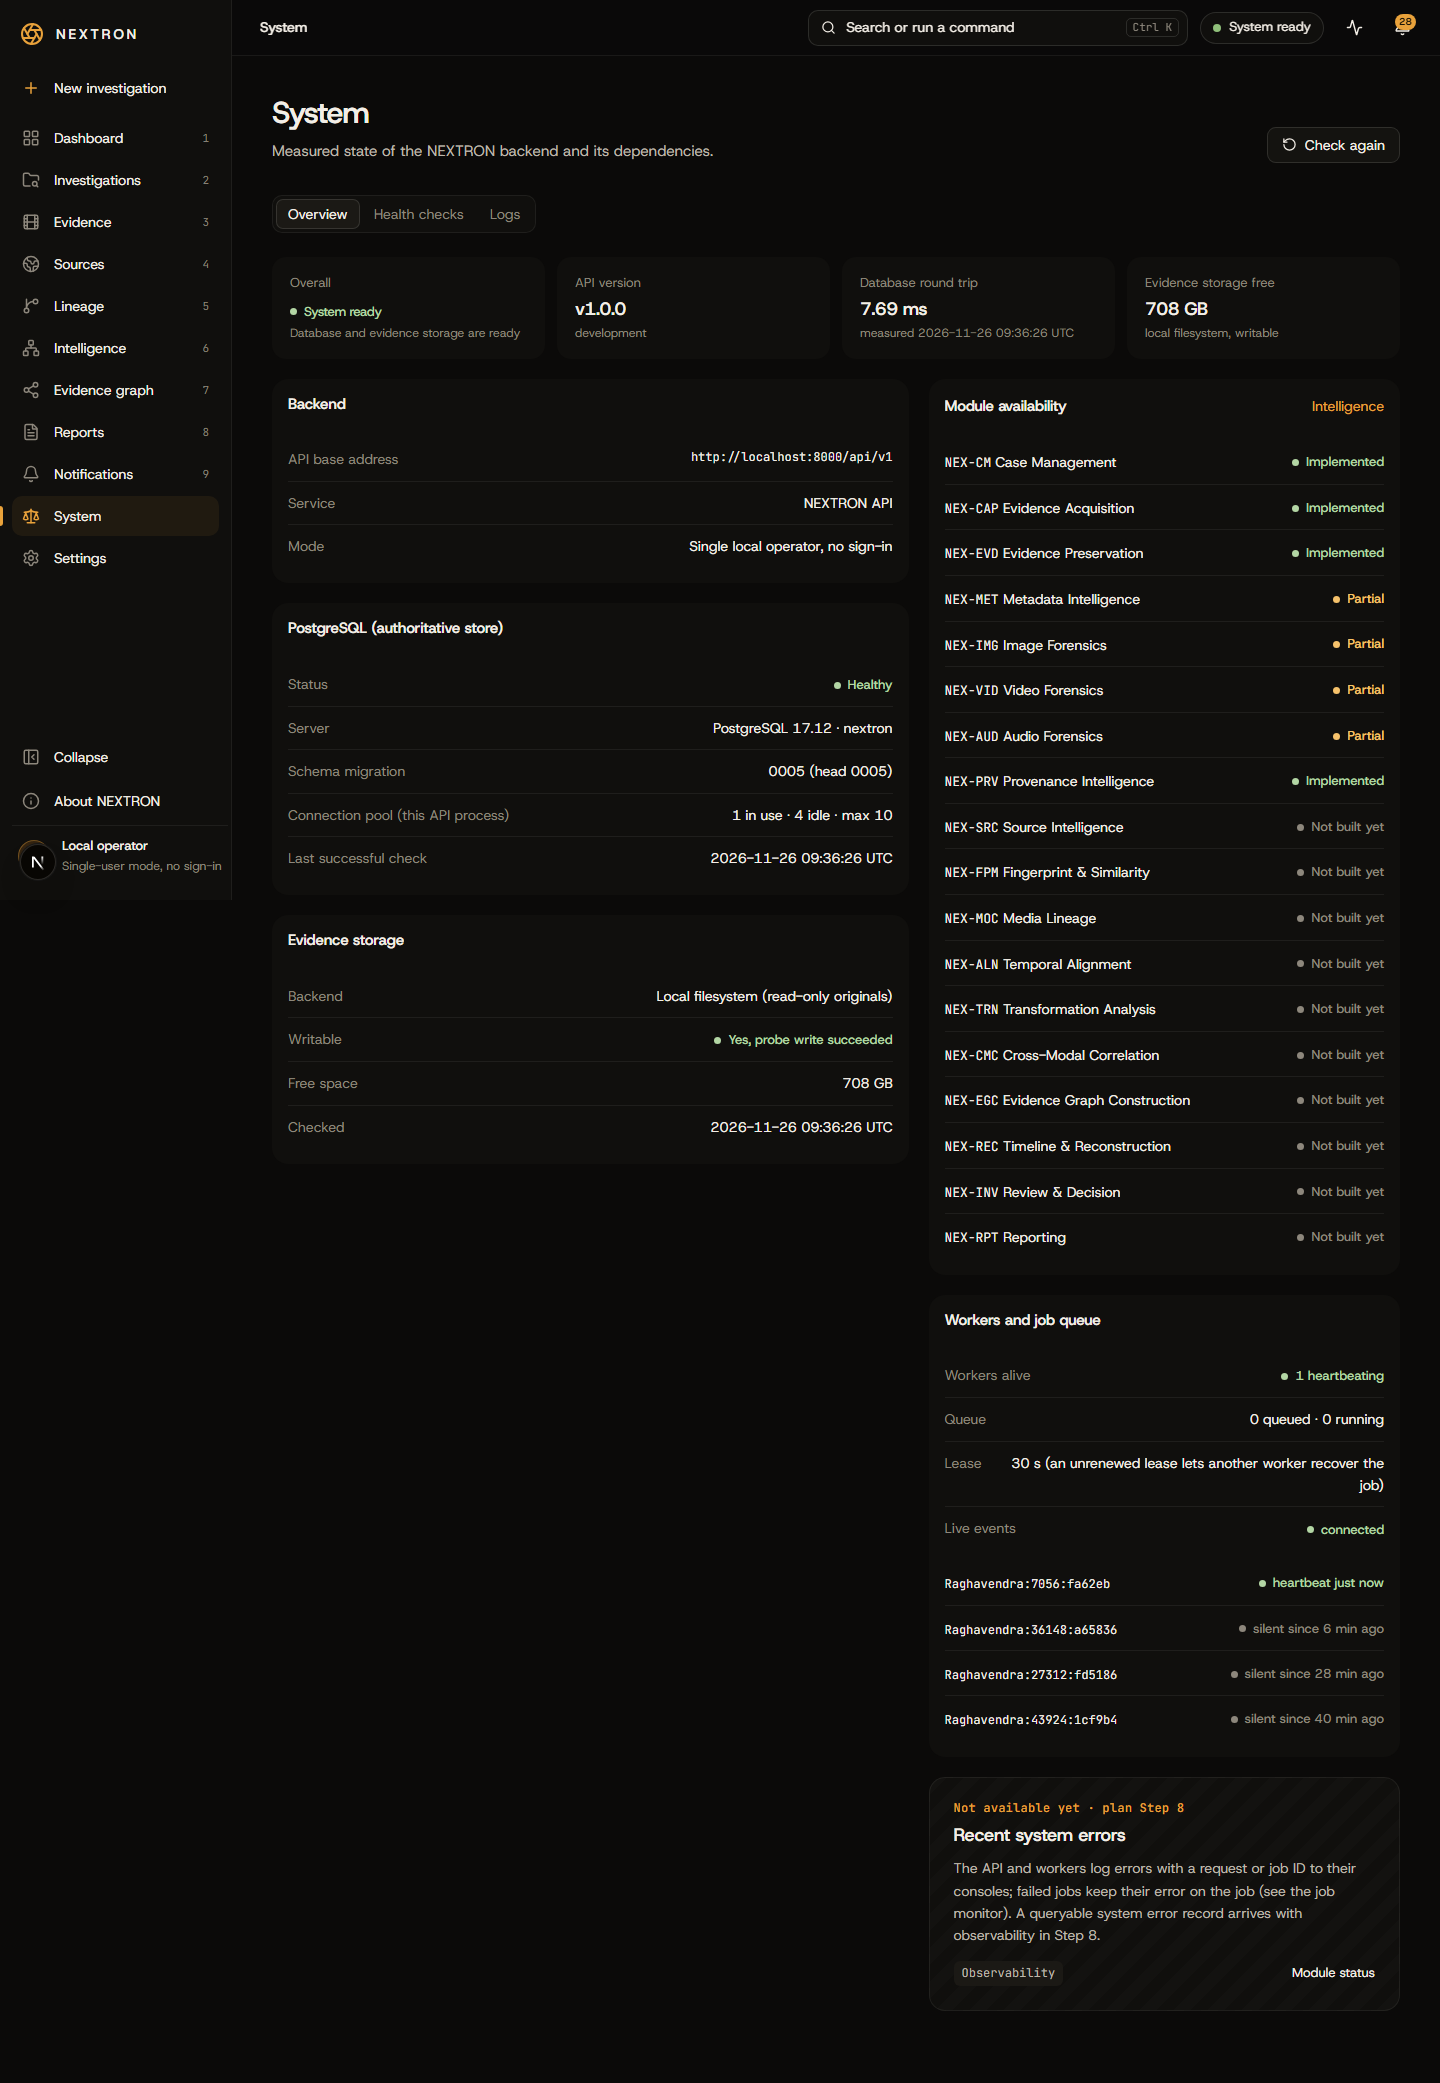 NEXTRON
New investigation
Dashboard 1
Investigations 2
Evidence 3
Sources 4
Lineage 5
Intelligence 6
Evidence graph 7
Reports 8
Notifications 9
System
Settings
Collapse
About NEXTRON
N
Local operator
Single-user mode, no sign-in
System
Search or run a command Ctrl K
System ready
28
System
Measured state of the NEXTRON backend and its dependencies.
Check again
Overview Health checks Logs
Overall
System ready
Database and evidence storage are ready
API version
v1.0.0
development
Database round trip
7.69 ms
measured 2026-11-26 09:36:26 UTC
Evidence storage free
708 GB
local filesystem, writable
Backend
API base address http://localhost:8000/api/v1
Service NEXTRON API
Mode Single local operator, no sign-in
PostgreSQL (authoritative store)
Status Healthy
Server PostgreSQL 17.12 · nextron
Schema migration 0005 (head 0005)
Connection pool (this API process) 1 in use · 4 idle · max 10
Last successful check 2026-11-26 09:36:26 UTC
Evidence storage
Backend Local filesystem (read-only originals)
Writable Yes, probe write succeeded
Free space 708 GB
Checked 2026-11-26 09:36:26 UTC
Module availability Intelligence
NEX-CM Case Management Implemented
NEX-CAP Evidence Acquisition Implemented
NEX-EVD Evidence Preservation Implemented
NEX-MET Metadata Intelligence Partial
NEX-IMG Image Forensics Partial
NEX-VID Video Forensics Partial
NEX-AUD Audio Forensics Partial
NEX-PRV Provenance Intelligence Implemented
NEX-SRC Source Intelligence Not built yet
NEX-FPM Fingerprint & Similarity Not built yet
NEX-MOC Media Lineage Not built yet
NEX-ALN Temporal Alignment Not built yet
NEX-TRN Transformation Analysis Not built yet
NEX-CMC Cross-Modal Correlation Not built yet
NEX-EGC Evidence Graph Construction Not built yet
NEX-REC Timeline & Reconstruction Not built yet
NEX-INV Review & Decision Not built yet
NEX-RPT Reporting Not built yet
Workers and job queue
Workers alive 1 heartbeating
Queue 0 queued · 0 running
Lease 30 s (an unrenewed lease lets another worker recover the
job)
Live events connected
Raghavendra:7056:fa62eb heartbeat just now
Raghavendra:36148:a65836 silent since 6 min ago
Raghavendra:27312:fd5186 silent since 28 min ago
Raghavendra:43924:1cf9b4 silent since 40 min ago
Not available yet · plan Step 8
Recent system errors
The API and workers log errors with a request or job ID to their
consoles; failed jobs keep their error on the job (see the job
monitor). A queryable system error record arrives with
observability in Step 8.
Observability Module status